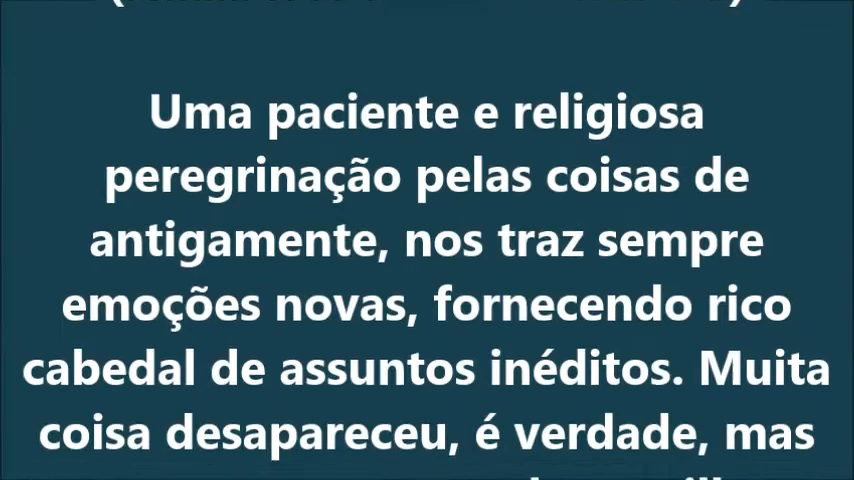 Uma paciente e religiosa
peregrinação pelas coisas de
antigamente, nos traz sempre
emoções novas, fornecendo rico
cabedal de assuntos inéditos. Muita
coisa desapareceu, é verdade, mas